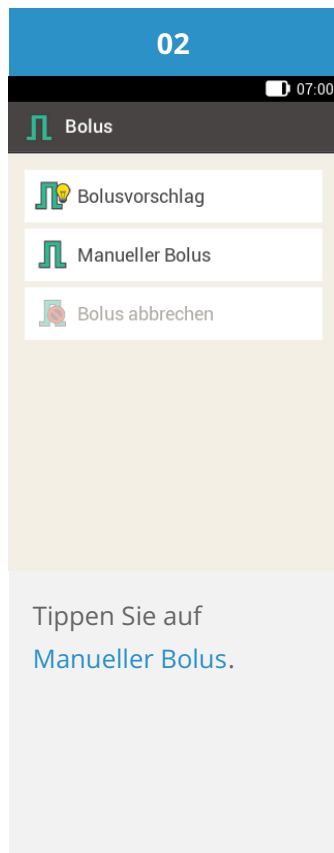 02
07:00
Bolus
Bolusvorschlag
Manueller Bolus
Bolus abbrechen
Tippen Sie auf
Manueller Bolus.